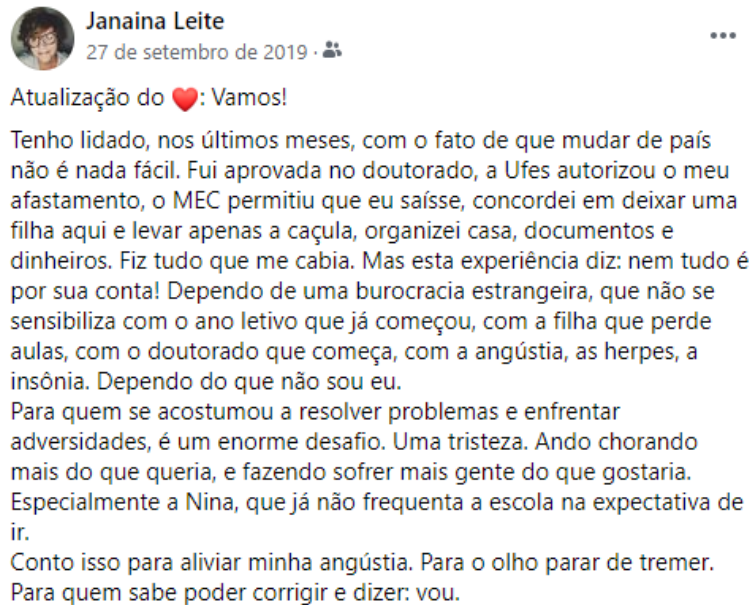 Janaina Leite
27 de setembro de 2019 ·
Atualização do ❤️: Vamos!
Tenho lidado, nos últimos meses, com o fato de que mudar de país
não é nada fácil. Fui aprovada no doutorado, a Ufes autorizou o meu
afastamento, o MEC permitiu que eu saísse, concordei em deixar uma
filha aqui e levar apenas a caçula, organizei casa, documentos e
dinheiros. Fiz tudo que me cabia. Mas esta experiência diz: nem tudo é
por sua conta! Dependo de uma burocracia estrangeira, que não se
sensibiliza com o ano letivo que já começou, com a filha que perde
aulas, com o doutorado que começa, com a angústia, as herpes, a
insônia. Dependo do que não sou eu.
Para quem se acostumou a resolver problemas e enfrentar
adversidades, é um enorme desafio. Uma tristeza. Ando chorando
mais do que queria, e fazendo sofrer mais gente do que gostaria.
Especialmente a Nina, que já não frequenta a escola na expectativa de
ir.
Conto isso para aliviar minha angústia. Para o olho parar de tremer.
Para quem sabe poder corrigir e dizer: vou.